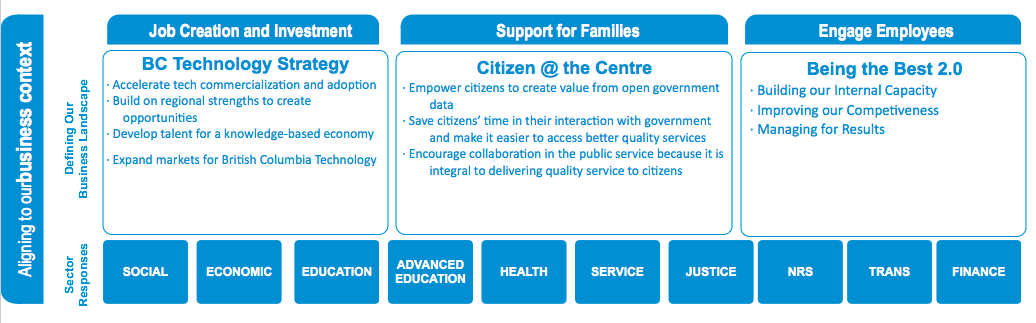 Aligning to ourbusiness context
Job Creation and Investment
Support for Families
Engage Employees
Defining Our
Business Landscape
BC Technology Strategy
· Accelerate tech commercialization and adoption
· Build on regional strengths to create
opportunities
· Develop talent for a knowledge-based economy
· Expand markets for British Columbia Technology
Citizen @ the Centre
· Empower citizens to create value from open government
data
· Save citizens’ time in their interaction with government
and make it easier to access better quality services
· Encourage collaboration in the public service because it is
integral to delivering quality service to citizens
Being the Best 2.0
· Building our Internal Capacity
· Improving our Competiveness
· Managing for Results
Sector
Responses
SOCIAL
ECONOMIC
EDUCATION
ADVANCED
EDUCATION
HEALTH
SERVICE
JUSTICE
NRS
TRANS
FINANCE